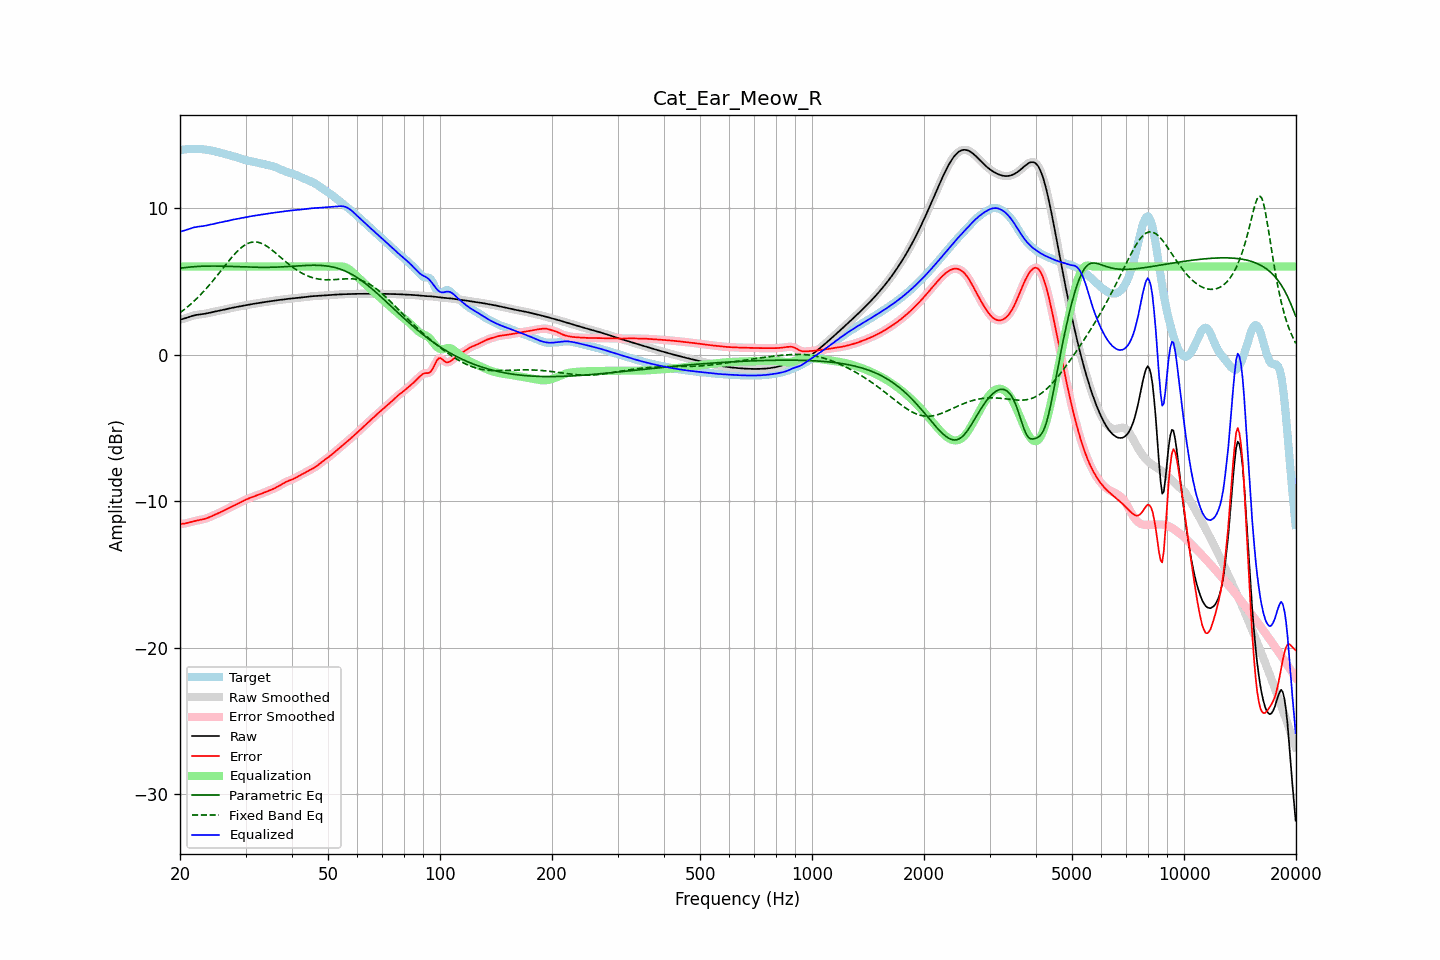 Cat_Ear_Meow_R
Amplitude (dBr)
10
0
−10
−20
−30
Target
Raw Smoothed
Error Smoothed
Raw
Error
Equalization
Parametric Eq
Fixed Band Eq
Equalized
20 50 100 200 500 1000 2000 5000 10000 20000
Frequency (Hz)